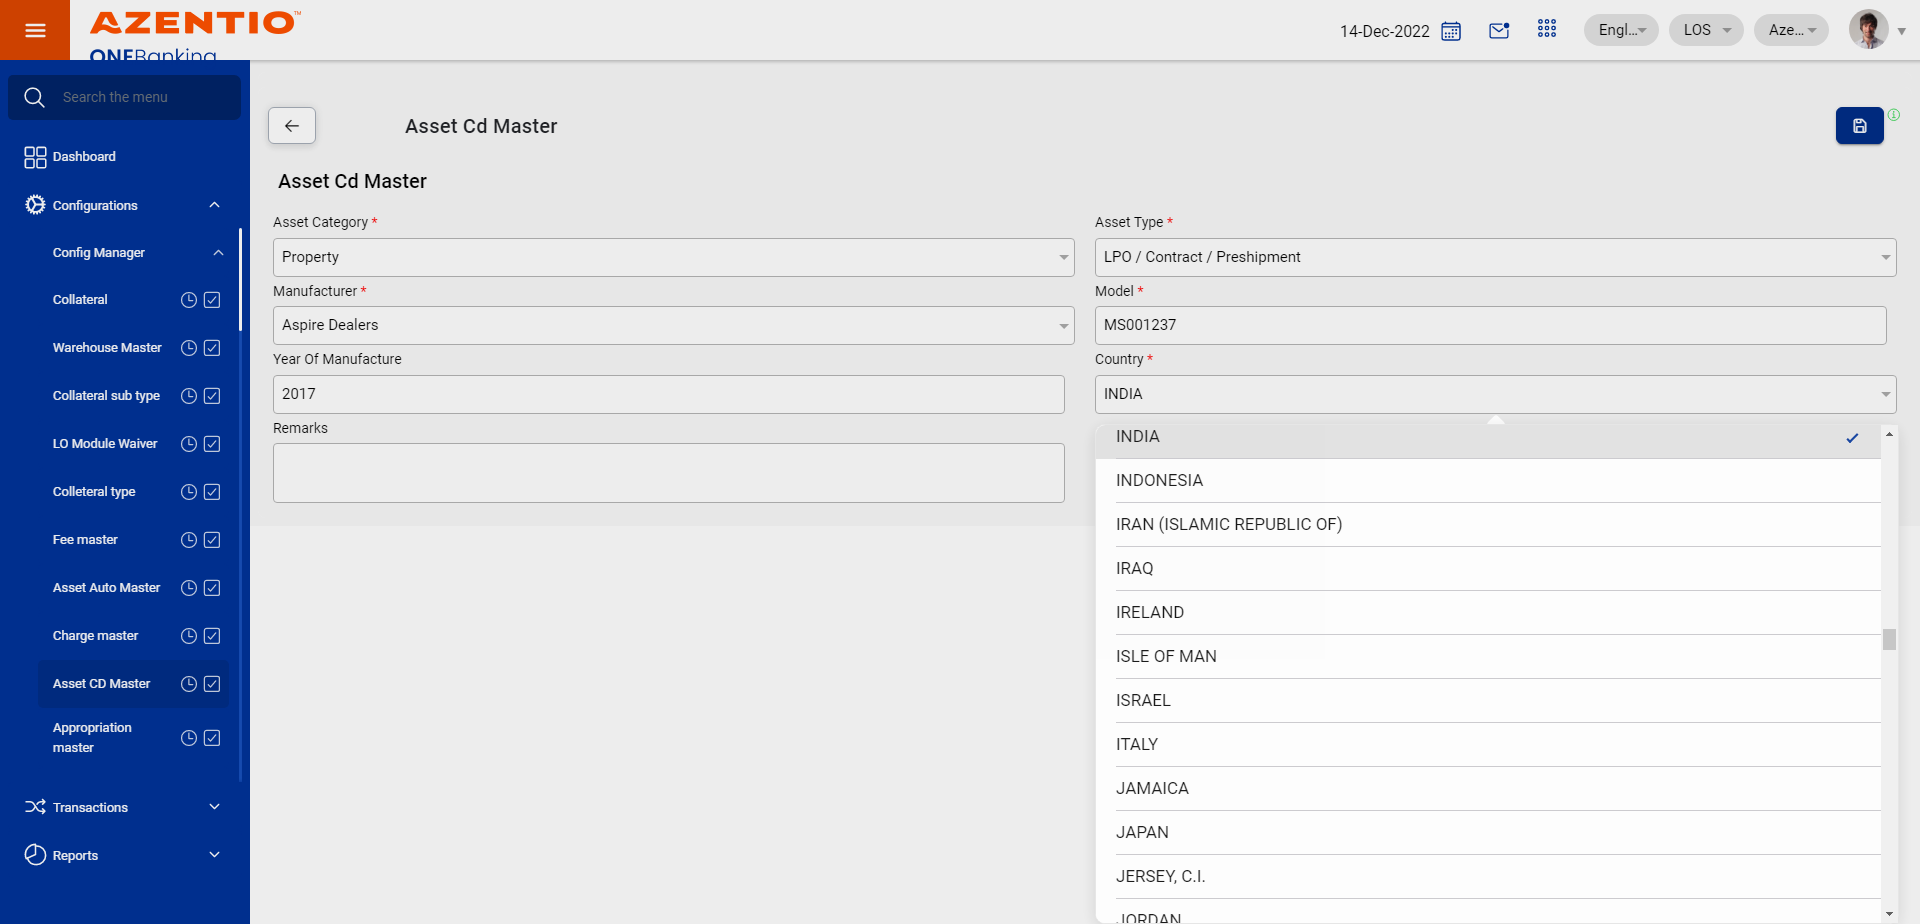 AZENTIO™
ONEBanking
14-Dec-2022
Engl...
LOS
Aze...
Search the menu
Dashboard
Configurations
Config Manager
Collateral
Warehouse Master
Collateral sub type
LO Module Waiver
Colleteral type
Fee master
Asset Auto Master
Charge master
Asset CD Master
Appropriation
master
Transactions
Reports
Asset Cd Master
Asset Cd Master
Asset Category *
Property
Asset Type *
LPO / Contract / Preshipment
Manufacturer *
Aspire Dealers
Model *
MS001237
Year Of Manufacture
2017
Country *
INDIA
Remarks
INDIA
INDONESIA
IRAN (ISLAMIC REPUBLIC OF)
IRAQ
IRELAND
ISLE OF MAN
ISRAEL
ITALY
JAMAICA
JAPAN
JERSEY, C.I.
JORDAN